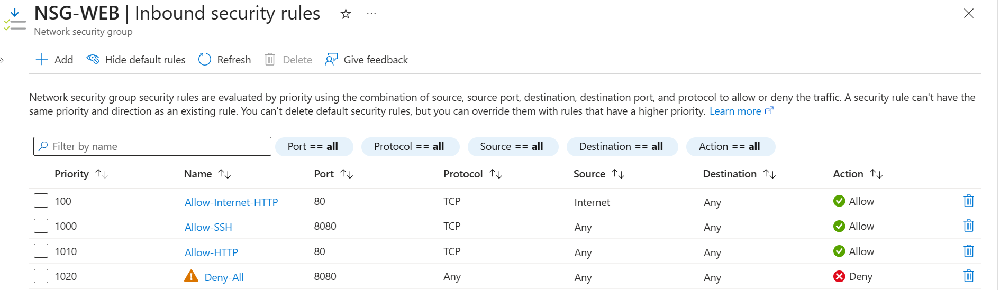 NSG-WEB | Inbound security rules
Network security group
Add Hide default rules Refresh Delete Give feedback
Network security group security rules are evaluated by priority using the combination of source, source port, destination, destination port, and protocol to allow or deny the traffic. A security rule can't have the
same priority and direction as an existing rule. You can't delete default security rules, but you can override them with rules that have a higher priority. Learn more
Filter by name Port == all Protocol == all Source == all Destination == all Action == all
Priority Name Port Protocol Source Destination Action
100 Allow-Internet-HTTP 80 TCP Internet Any Allow
1000 Allow-SSH 8080 TCP Any Any Allow
1010 Allow-HTTP 80 TCP Any Any Allow
1020 Deny-All 8080 Any Any Any Deny